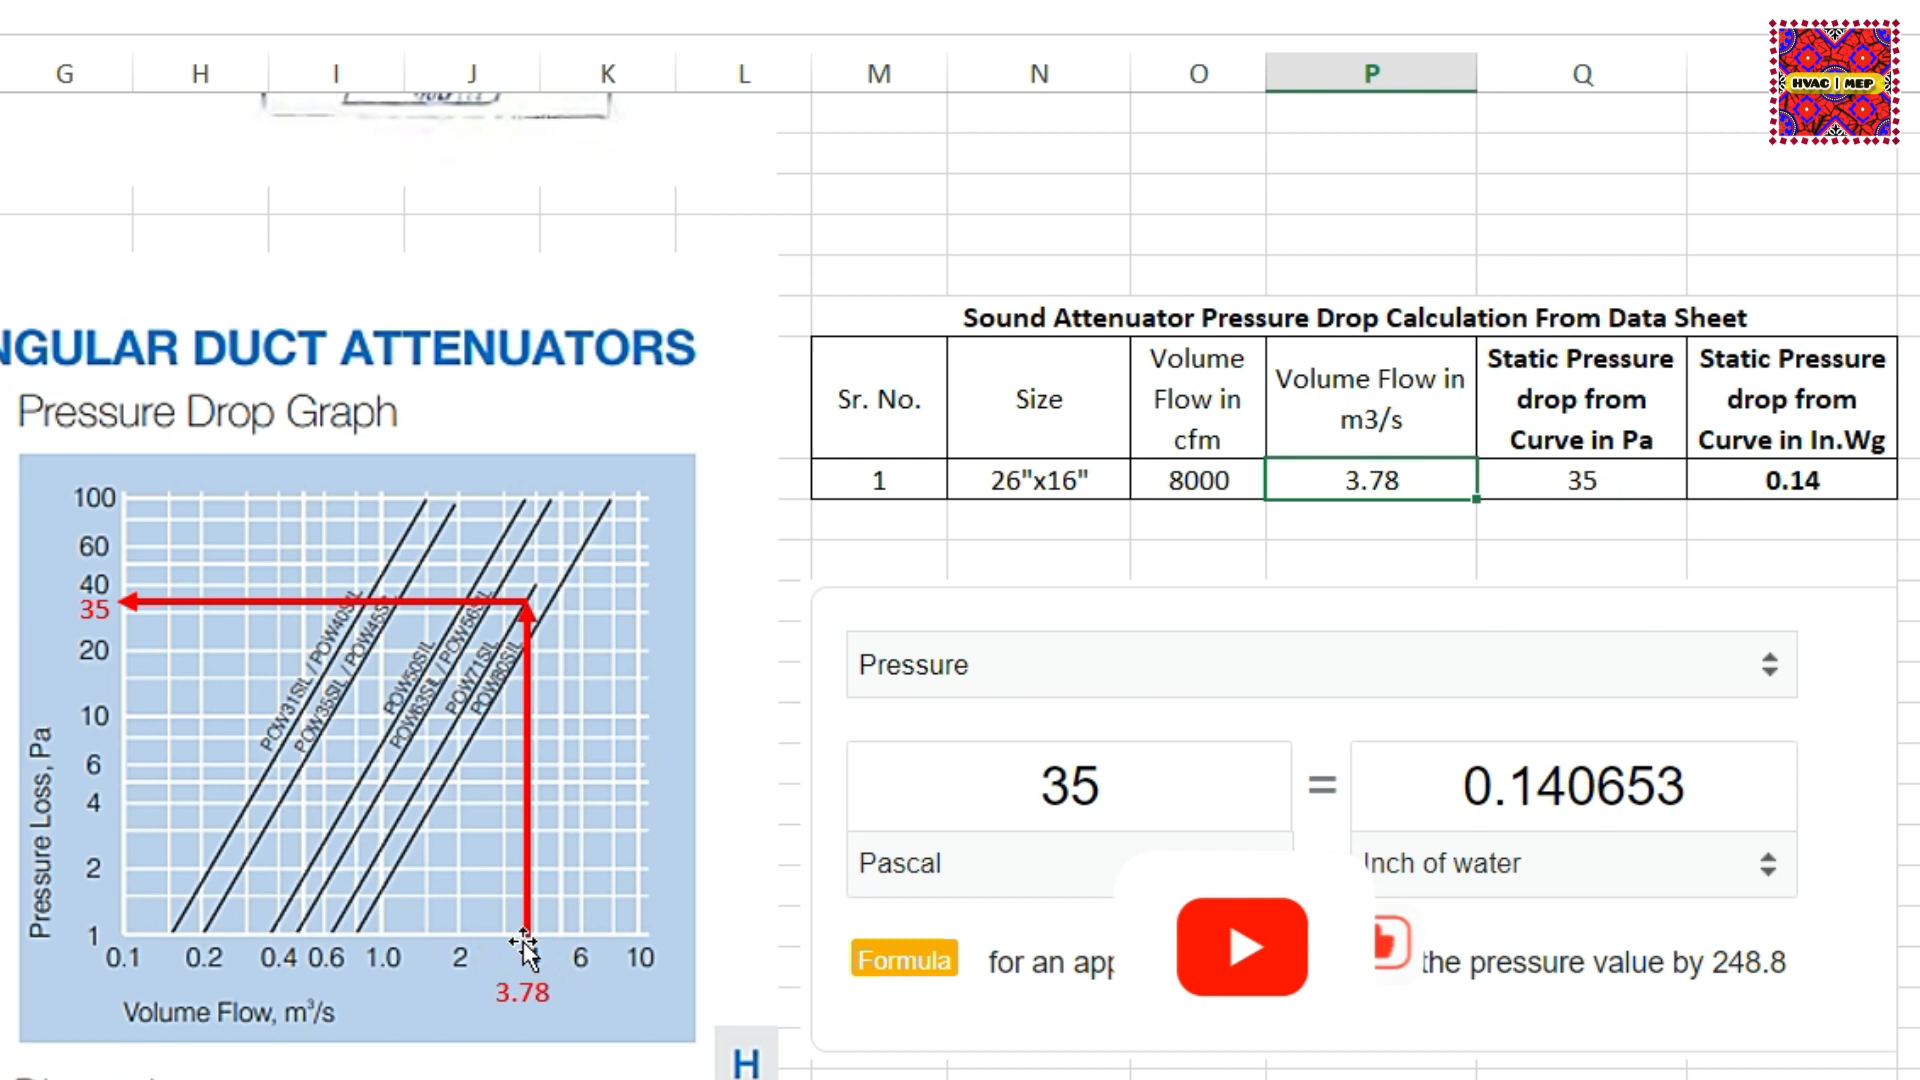 G H I J K L M N O P Q
HVAC | MEP
NGULAR DUCT ATTENUATORS
Pressure Drop Graph
100
60
40
35
20
10
6
4
2
1
Pressure Loss, Pa
POW31SIL / POW40SIL
POW35SIL / POW45S
POW50SIL
POW63SIL / POW56SIL
POW71SIL
POW80SIL
0.1 0.2 0.4 0.6 1.0 2 6 10
3.78
Volume Flow, m³/s
H
Sound Attenuator Pressure Drop Calculation From Data Sheet
Sr. No.
Size
Volume
Flow in
cfm
Volume Flow in
m3/s
Static Pressure
drop from
Curve in Pa
Static Pressure
drop from
Curve in In.Wg
1 26"x16" 8000 3.78 35 0.14
Pressure
35 = 0.140653
Pascal Inch of water
Formula for an app the pressure value by 248.8